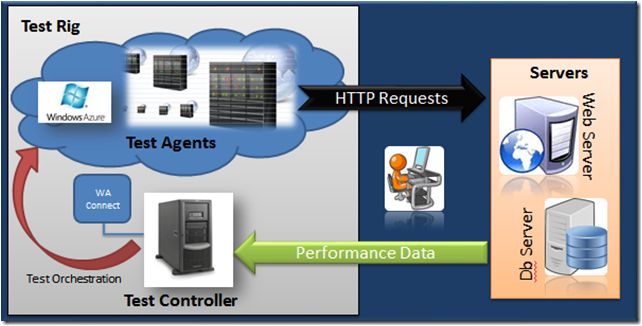 Test Rig
Windows Azure
Test Agents
HTTP Requests
Servers
Web Server
WA
Connect
Db Server
Performance Data
Test Orchestration
Test Controller